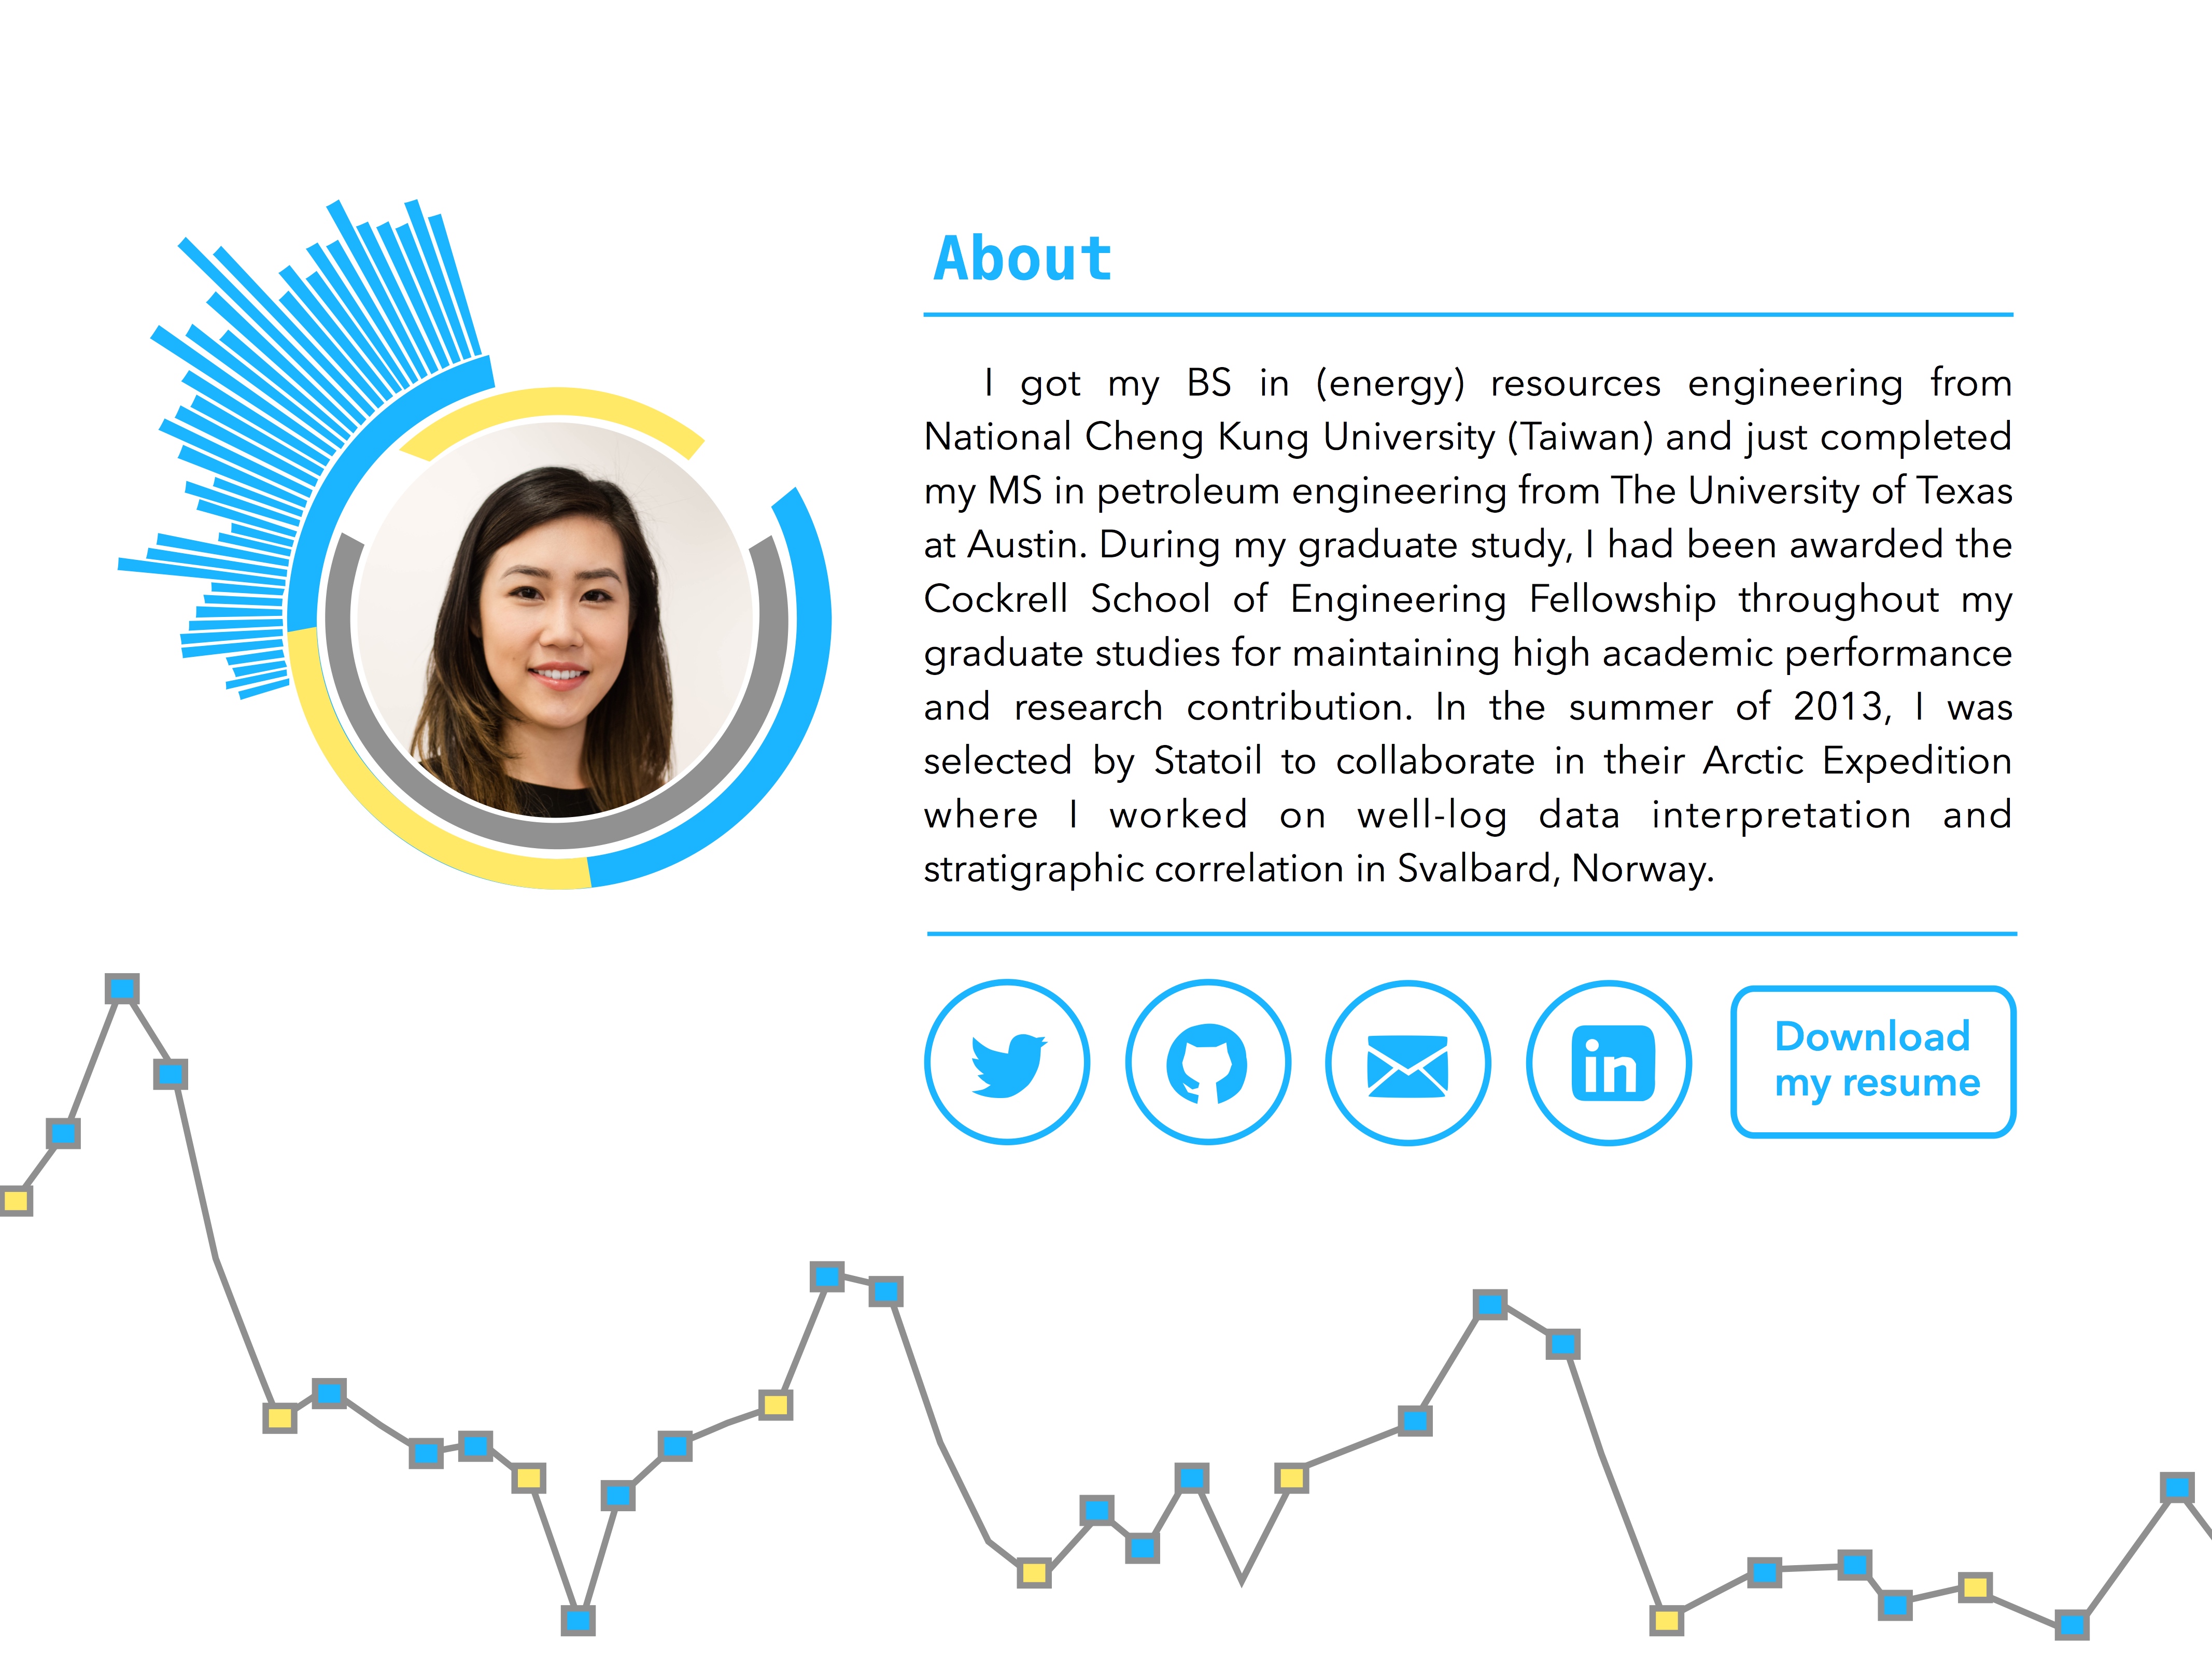 About
I got my BS in (energy) resources engineering from
National Cheng Kung University (Taiwan) and just completed
my MS in petroleum engineering from The University of Texas
at Austin. During my graduate study, I had been awarded the
Cockrell School of Engineering Fellowship throughout my
graduate studies for maintaining high academic performance
and research contribution. In the summer of 2013, I was
selected by Statoil to collaborate in their Arctic Expedition
where I worked on well-log data interpretation and
stratigraphic correlation in Svalbard, Norway.
in
Download
my resume